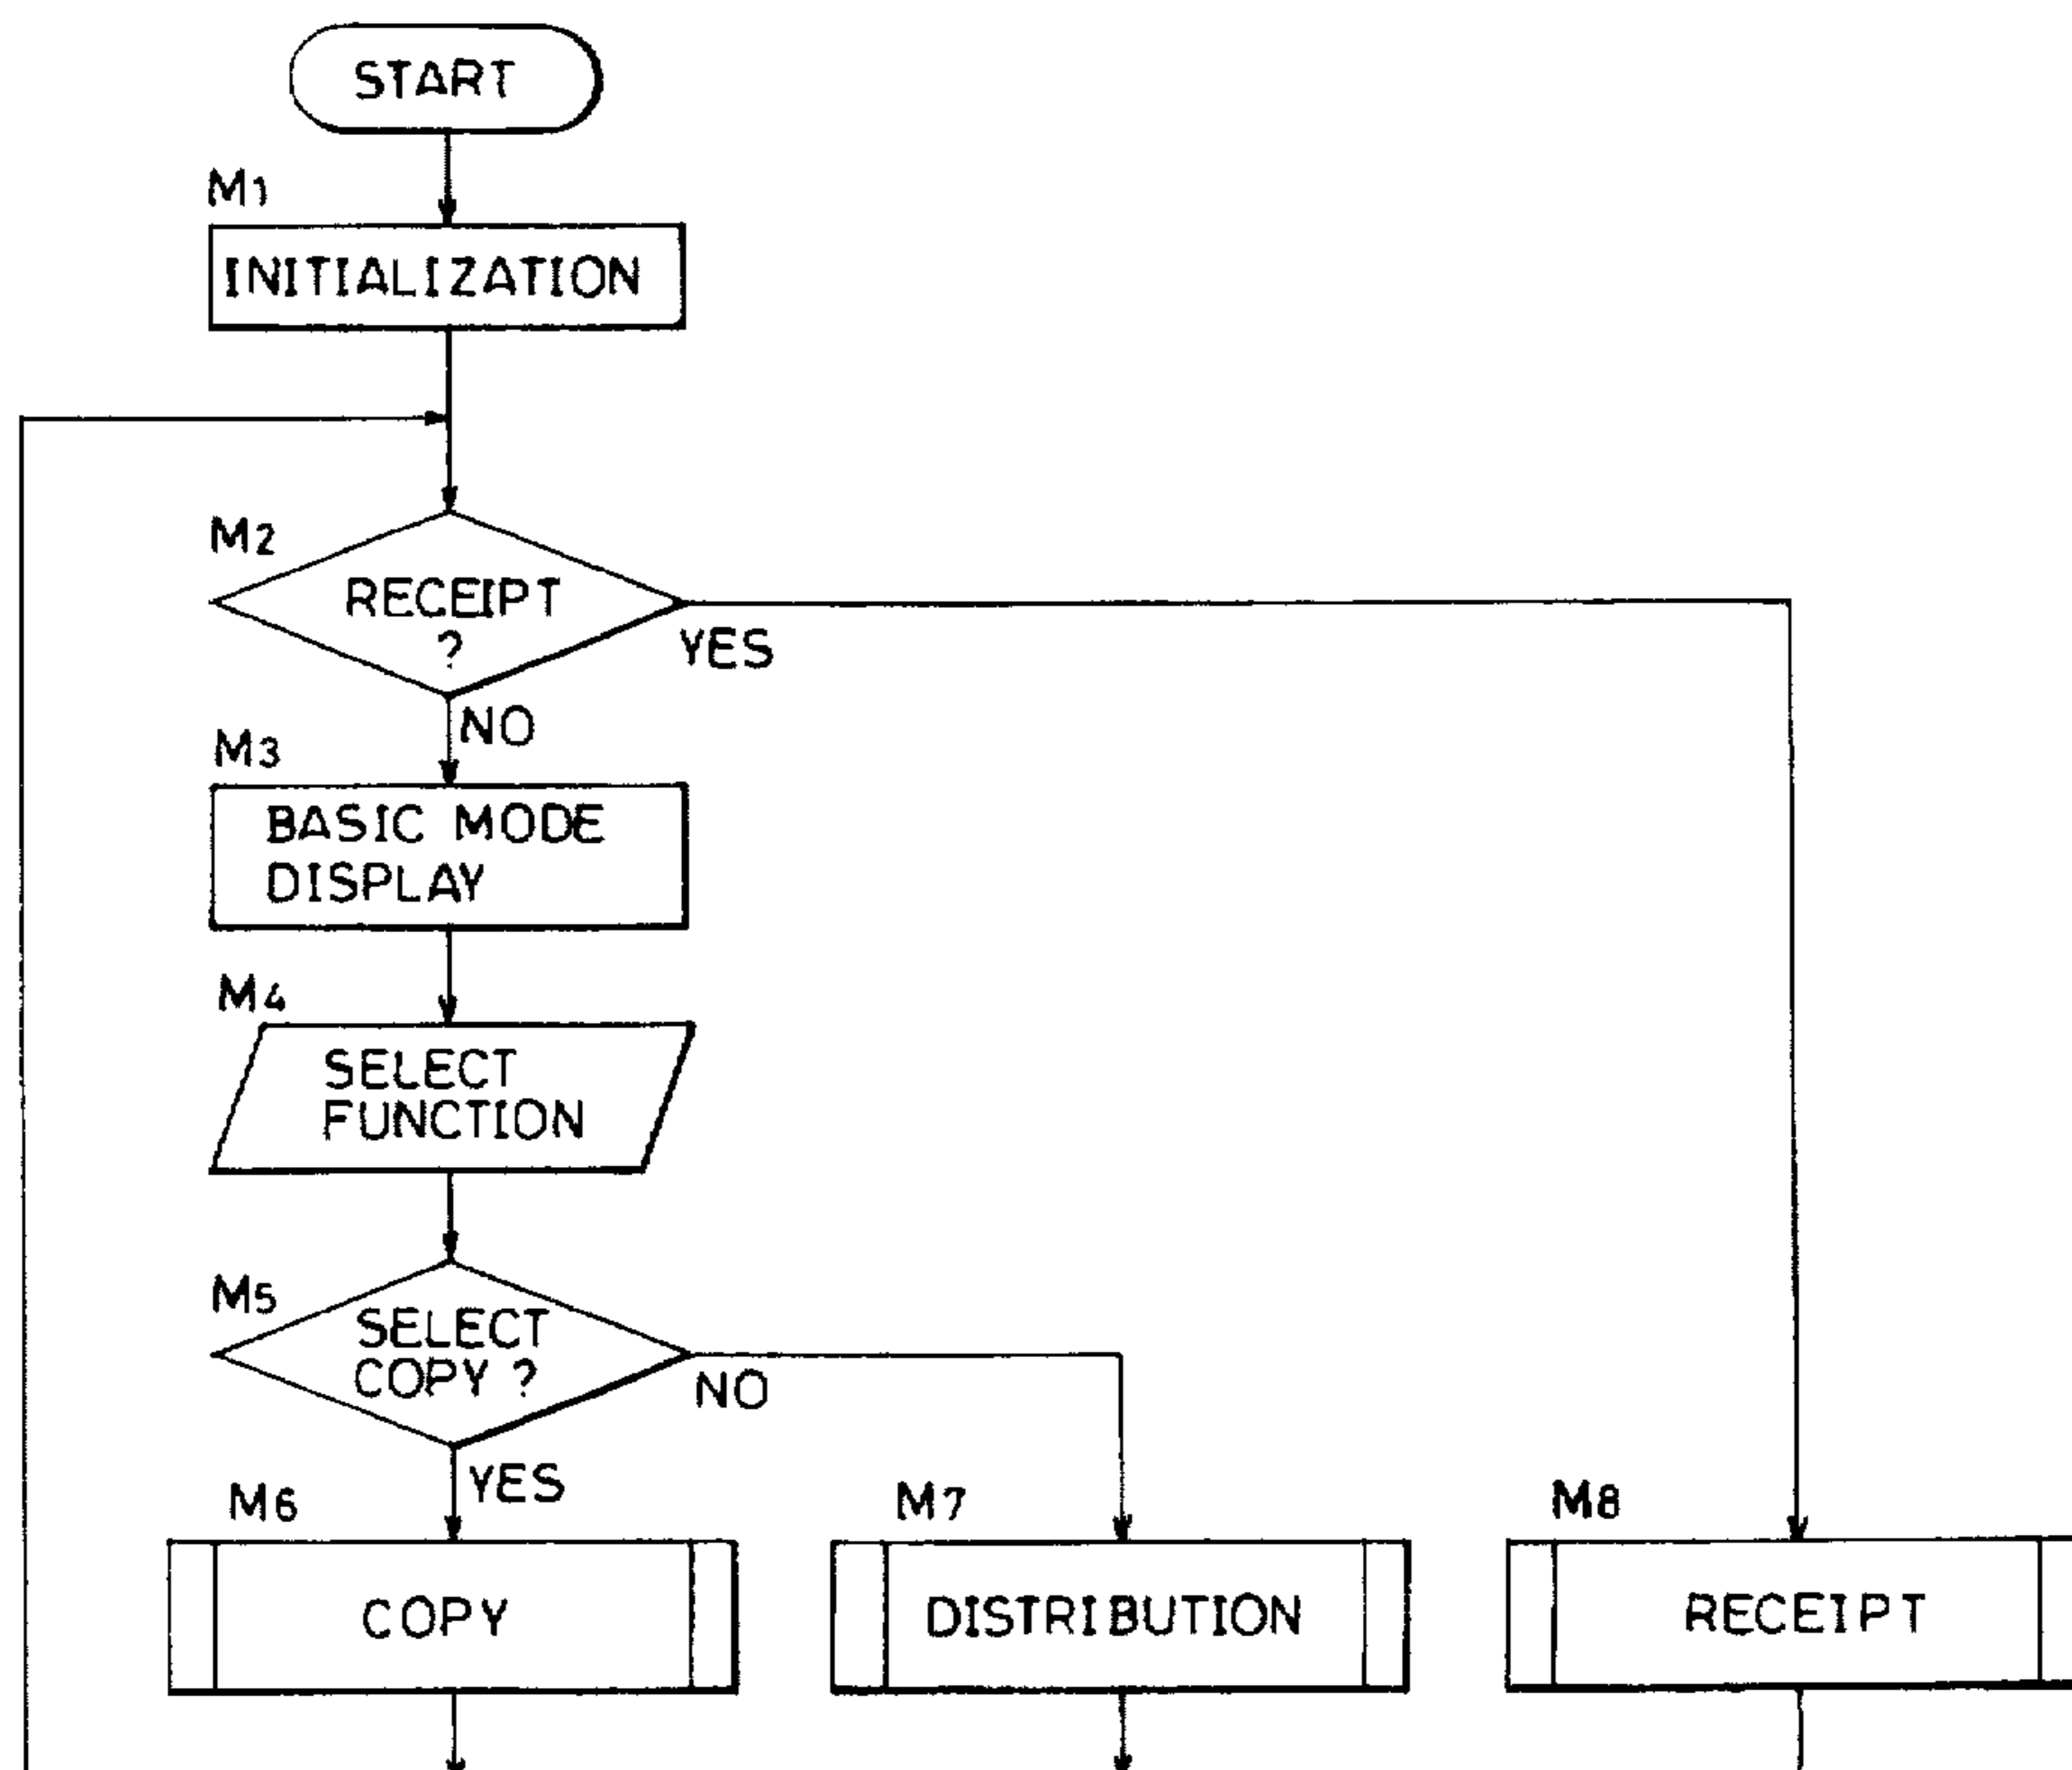 START
M1
INITIALIZATION
M2
RECEIPT
?
YES
NO
M3
BASIC MODE
DISPLAY
M4
SELECT
FUNCTION
M5
SELECT
COPY ?
NO
YES
M6
M7
M8
COPY
DISTRIBUTION
RECEIPT